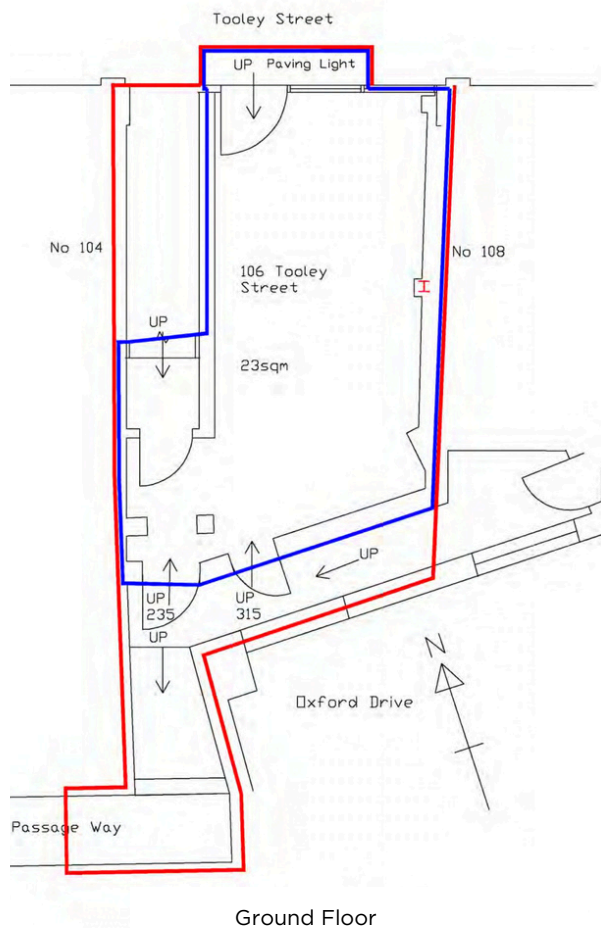 Tooley Street
UP
Paving Light
No 104
No 108
106 Tooley
Street
UP
23sqm
UP
UP
235
UP
315
UP
N
Oxford Drive
Passage Way
Ground Floor